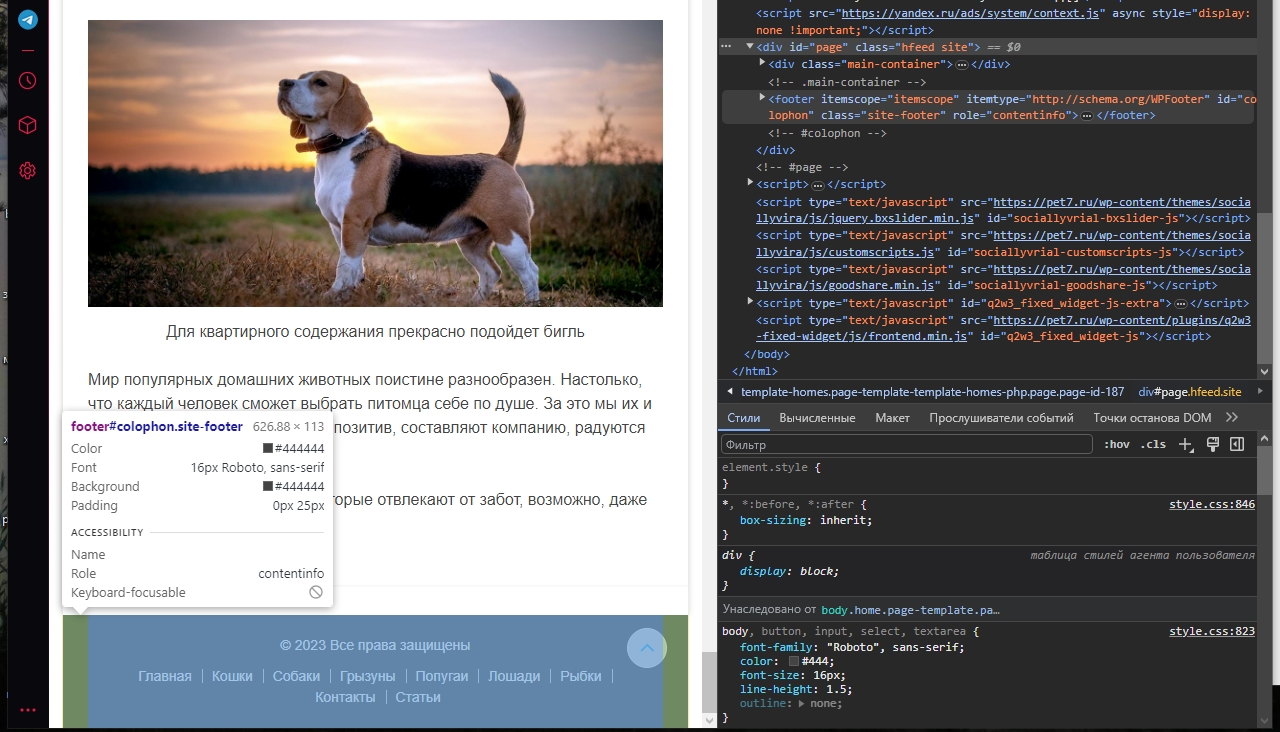 Для квартирного содержания прекрасно подойдет бигль
Мир популярных домашних животных поистине разнообразен. Настолько,
что каждый человек сможет выбрать питомца себе по душе. За это мы их и
позитив, составляют компанию, радуются
торые отвлекают от забот, возможно, даже
footer#colophon.site-footer 626.88 × 113
Color #444444
Font 16px Roboto, sans-serif
Background #444444
Padding 0px 25px
ACCESSIBILITY
Name
Role contentinfo
Keyboard-focusable
© 2023 Все права защищены
Главная Кошки Собаки Грызуны Попугаи Лошади Рыбки
Контакты Статьи
<script src="https://yandex.ru/ads/system/context.js" async style="display:
none !important;"></script>
<div id="page" class="hfeed site"> == $0
<div class="main-container"> </div>
<!-- .main-container -->
<footer itemscope="itemscope" itemtype="http://schema.org/WPFooter" id="co
lophon" class="site-footer" role="contentinfo"> </footer>
<!-- #colophon -->
</div>
<!-- #page -->
<script> </script>
<script type="text/javascript" src="https://pet7.ru/wp-content/themes/socia
llyvira/js/jquery.bxslider.min.js" id="sociallyvrial-bxslider-js"></script>
<script type="text/javascript" src="https://pet7.ru/wp-content/themes/socia
llyvira/js/customscripts.js" id="sociallyvrial-customscripts-js"></script>
<script type="text/javascript" src="https://pet7.ru/wp-content/themes/socia
llyvira/js/goodshare.min.js" id="sociallyvrial-goodshare-js"></script>
<script type="text/javascript" id="q2w3_fixed_widget-js-extra"> </script>
<script type="text/javascript" src="https://pet7.ru/wp-content/plugins/q2w3
-fixed-widget/js/frontend.min.js" id="q2w3_fixed_widget-js"></script>
</body>
</html>
template-homes.page-template-template-homes-php.page.page-id-187 div#page.hfeed.site
Стили Вычисленные Макет Прослушиватели событий Точки останова DOM
Фильтр :hov .cls
element.style {
}
*, *:before, *:after { style.css:846
box-sizing: inherit;
}
div { таблица стилей агента пользователя
display: block;
}
Унаследовано от body.home.page-template.pa…
body, button, input, select, textarea { style.css:823
font-family: "Roboto", sans-serif;
color: #444;
font-size: 16px;
line-height: 1.5;
outline: none;
}